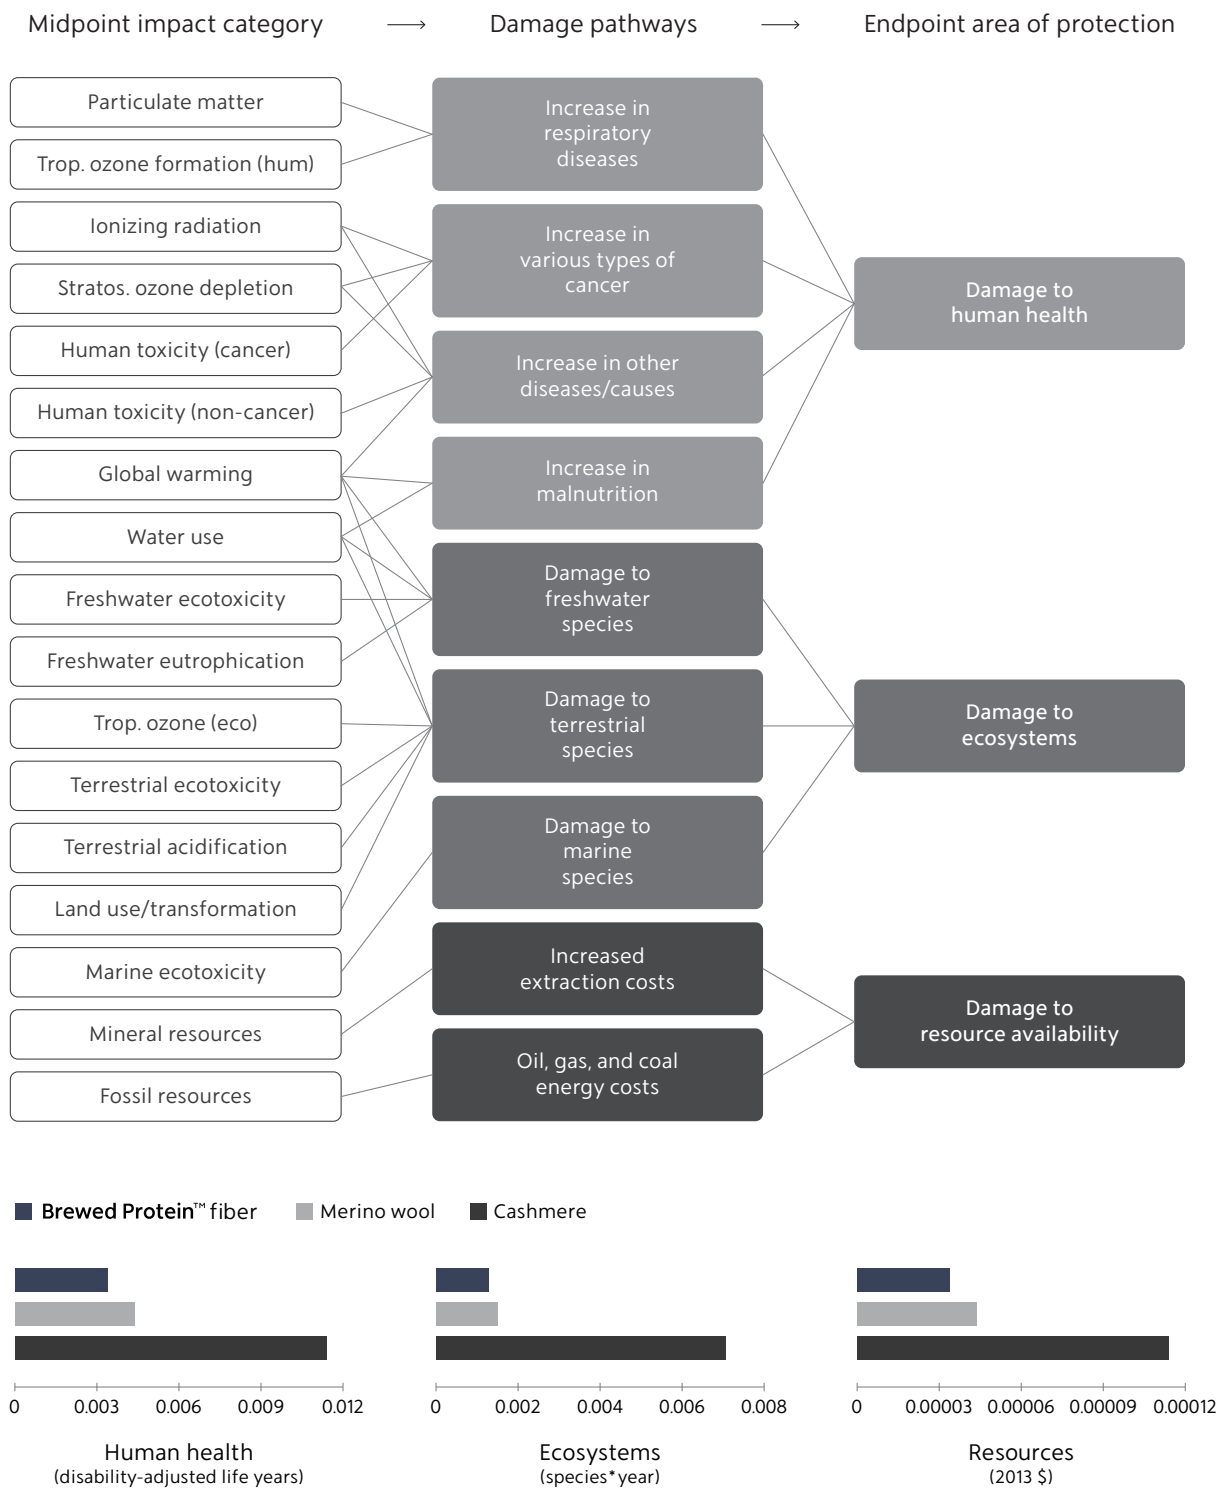 Midpoint impact category → Damage pathways → Endpoint area of protection
Particulate matter
Trop. ozone formation (hum)
Ionizing radiation
Stratos. ozone depletion
Human toxicity (cancer)
Human toxicity (non-cancer)
Global warming
Water use
Freshwater ecotoxicity
Freshwater eutrophication
Trop. ozone (eco)
Terrestrial ecotoxicity
Terrestrial acidification
Land use/transformation
Marine ecotoxicity
Mineral resources
Fossil resources
Increase in
respiratory
diseases
Increase in
various types of
cancer
Increase in other
diseases/causes
Increase in
malnutrition
Damage to
freshwater
species
Damage to
terrestrial
species
Damage to
marine
species
Increased
extraction costs
Oil, gas, and coal
energy costs
Damage to
human health
Damage to
ecosystems
Damage to
resource availability
Brewed Protein™ fiber Merino wool Cashmere
0 0.003 0.006 0.009 0.012
Human health
(disability-adjusted life years)
0 0.002 0.004 0.006 0.008
Ecosystems
(species*year)
0 0.00003 0.00006 0.00009 0.00012
Resources
(2013 $)